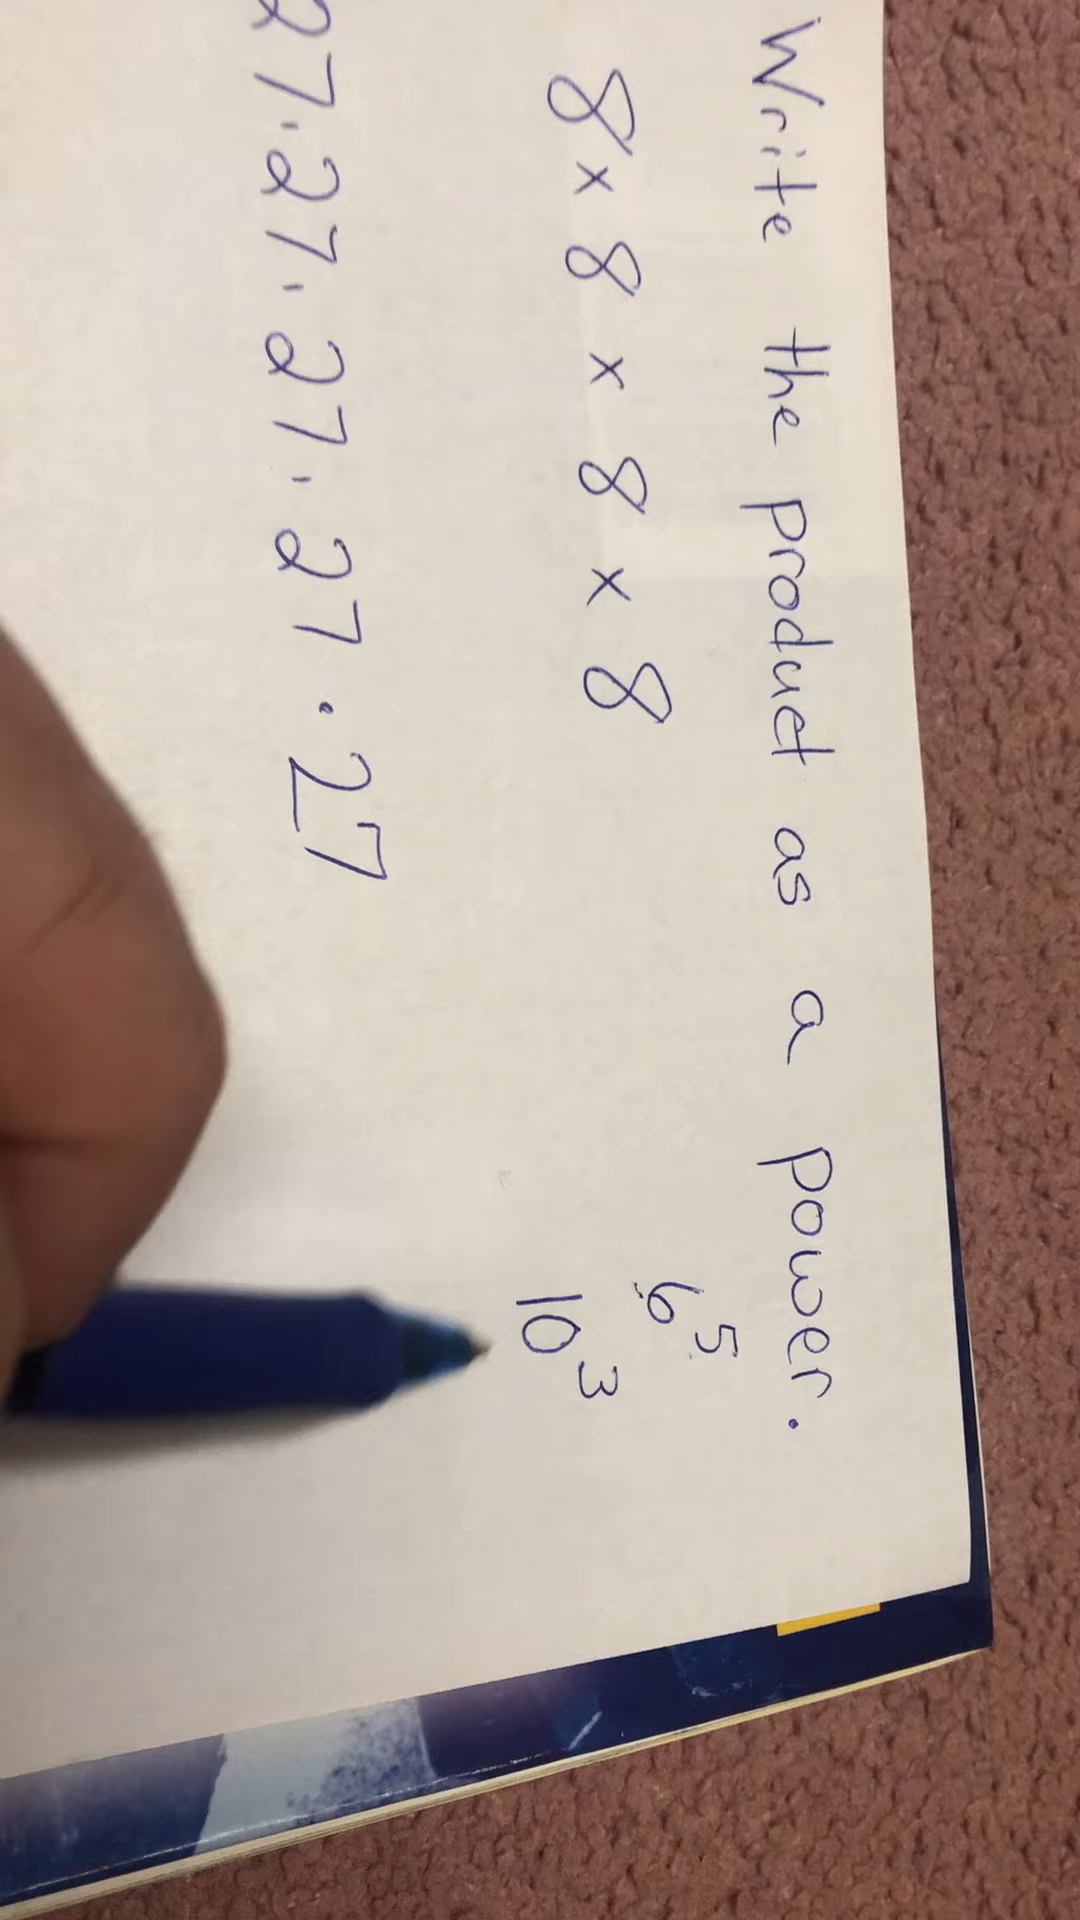 Write the product as a power.
8 x 8 x 8 x 8
6⁵
10³
27.27.27.27.27